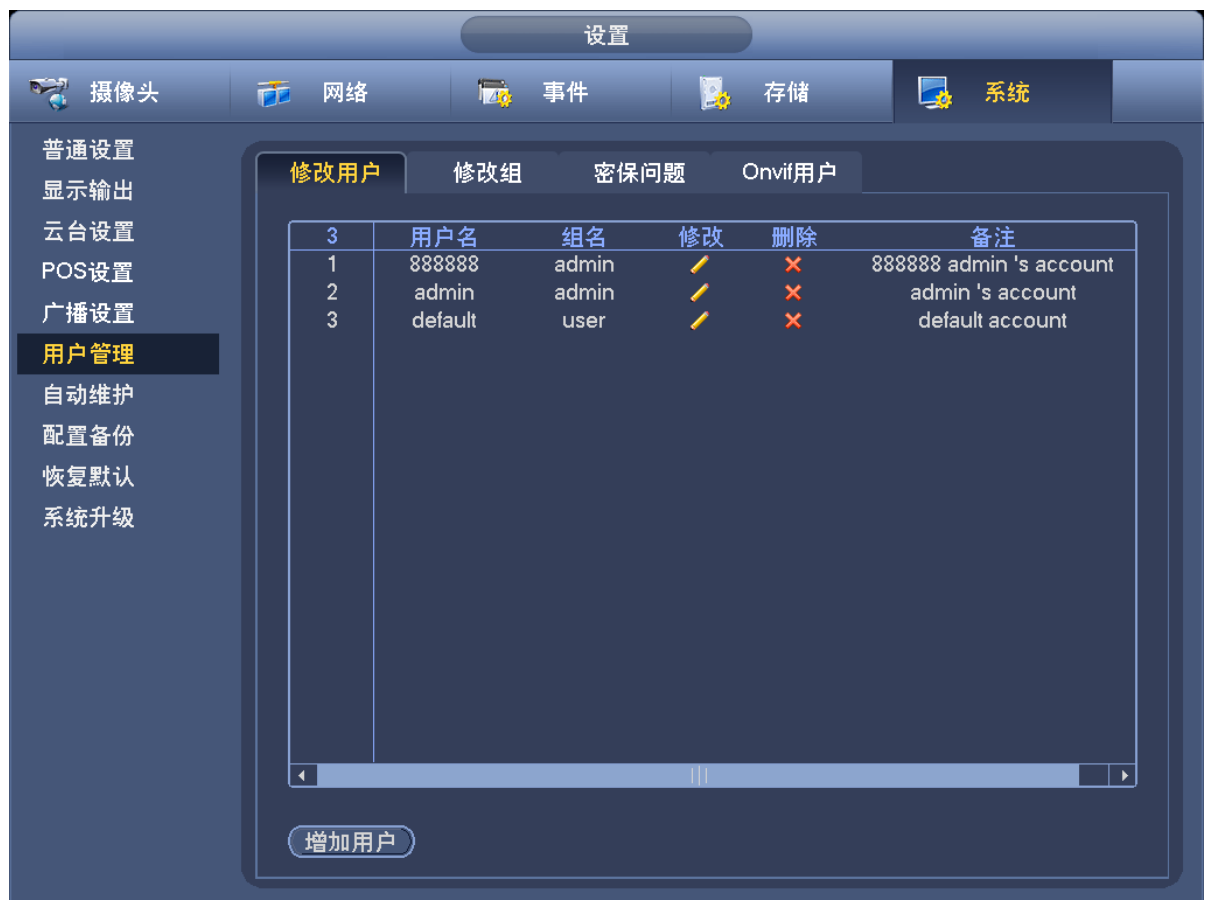 设置
摄像头 网络 事件 存储 系统
普通设置
显示输出
云台设置
POS设置
广播设置
用户管理
自动维护
配置备份
恢复默认
系统升级
修改用户 修改组 密保问题 Onvif用户
3 用户名 组名 修改 删除 备注
1 888888 admin 888888 admin 's account
2 admin admin admin 's account
3 default user default account
增加用户